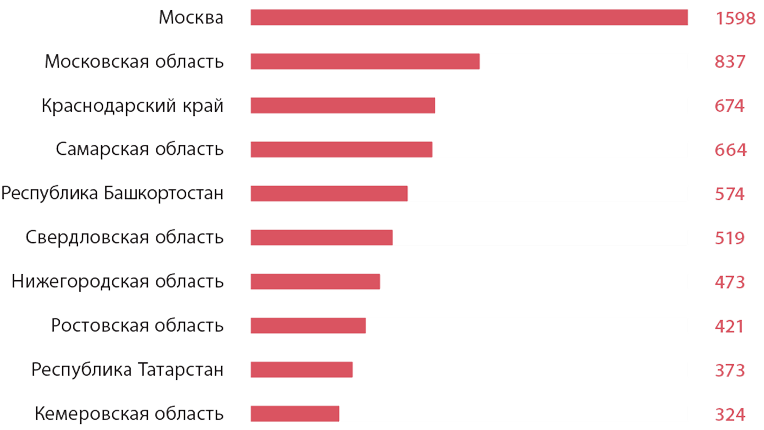 Москва 1598
Московская область 837
Краснодарский край 674
Самарская область 664
Республика Башкортостан 574
Свердловская область 519
Нижегородская область 473
Ростовская область 421
Республика Татарстан 373
Кемеровская область 324